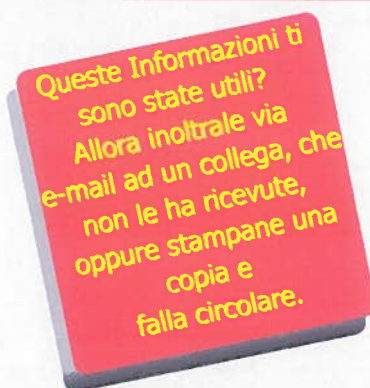 Queste Informazioni ti
sono state utili?
Allora inoltrale via
e-mail ad un collega, che
non le ha ricevute,
oppure stampane una
copia e
falla circolare.